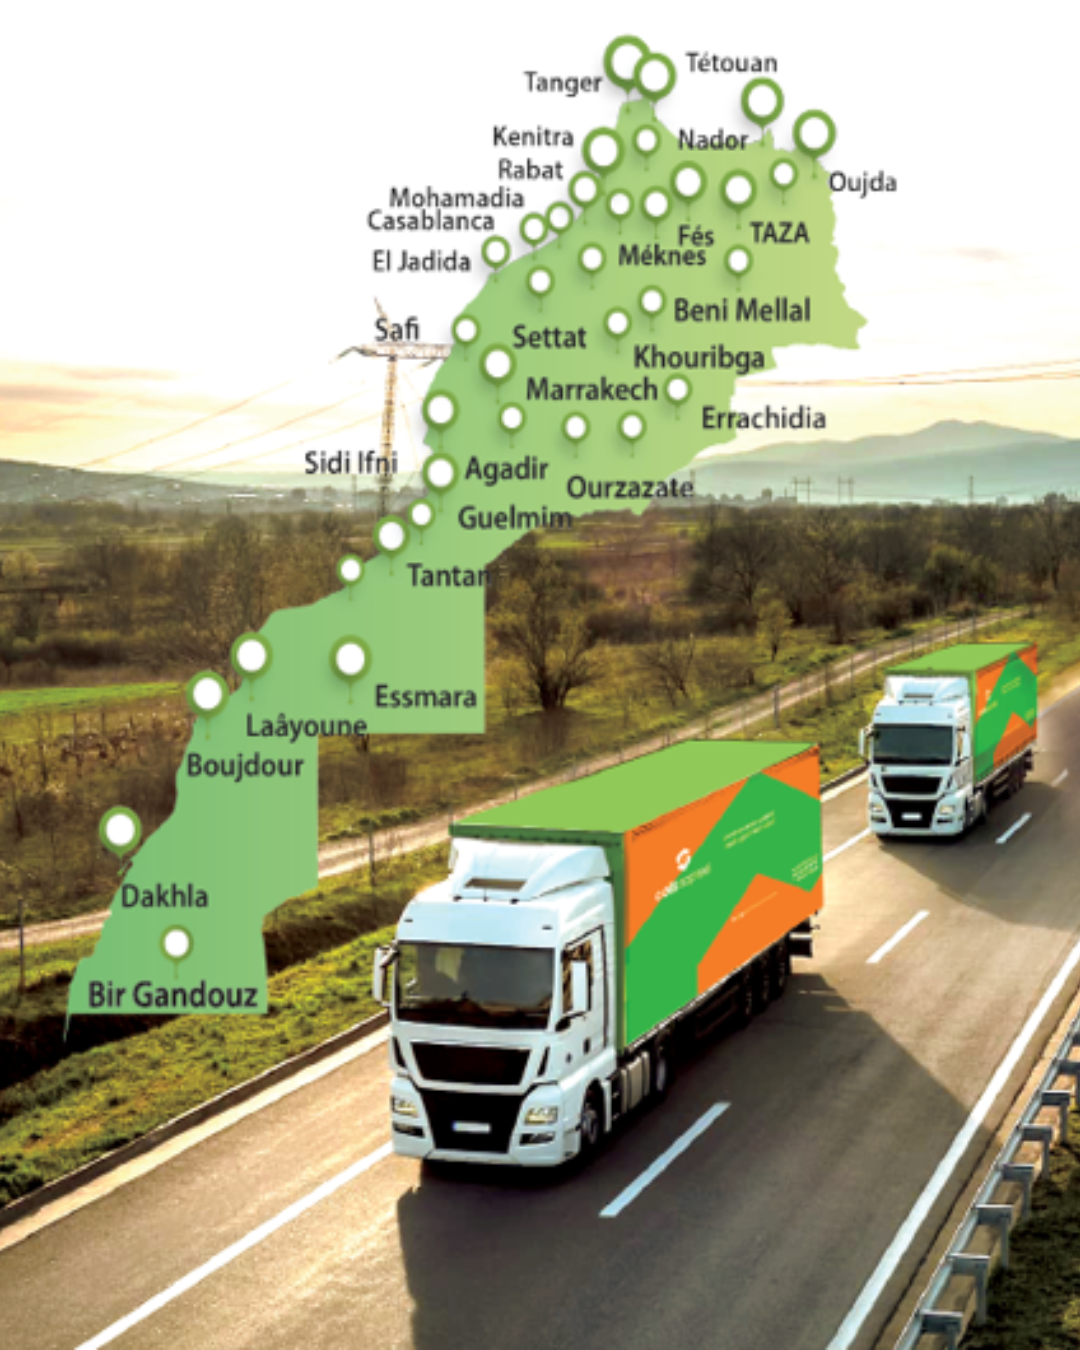 Tétouan
Tanger
Kenitra
Nador
Rabat
Oujda
Mohamadia
Casablanca
Fés
TAZA
El Jadida
Méknes
Beni Mellal
Safi
Settat
Khouribga
Marrakech
Errachidia
Sidi Ifni
Agadir
Ourzazate
Guelmim
Tantan
Essmara
Laâyoune
Boujdour
Dakhla
Bir Gandouz